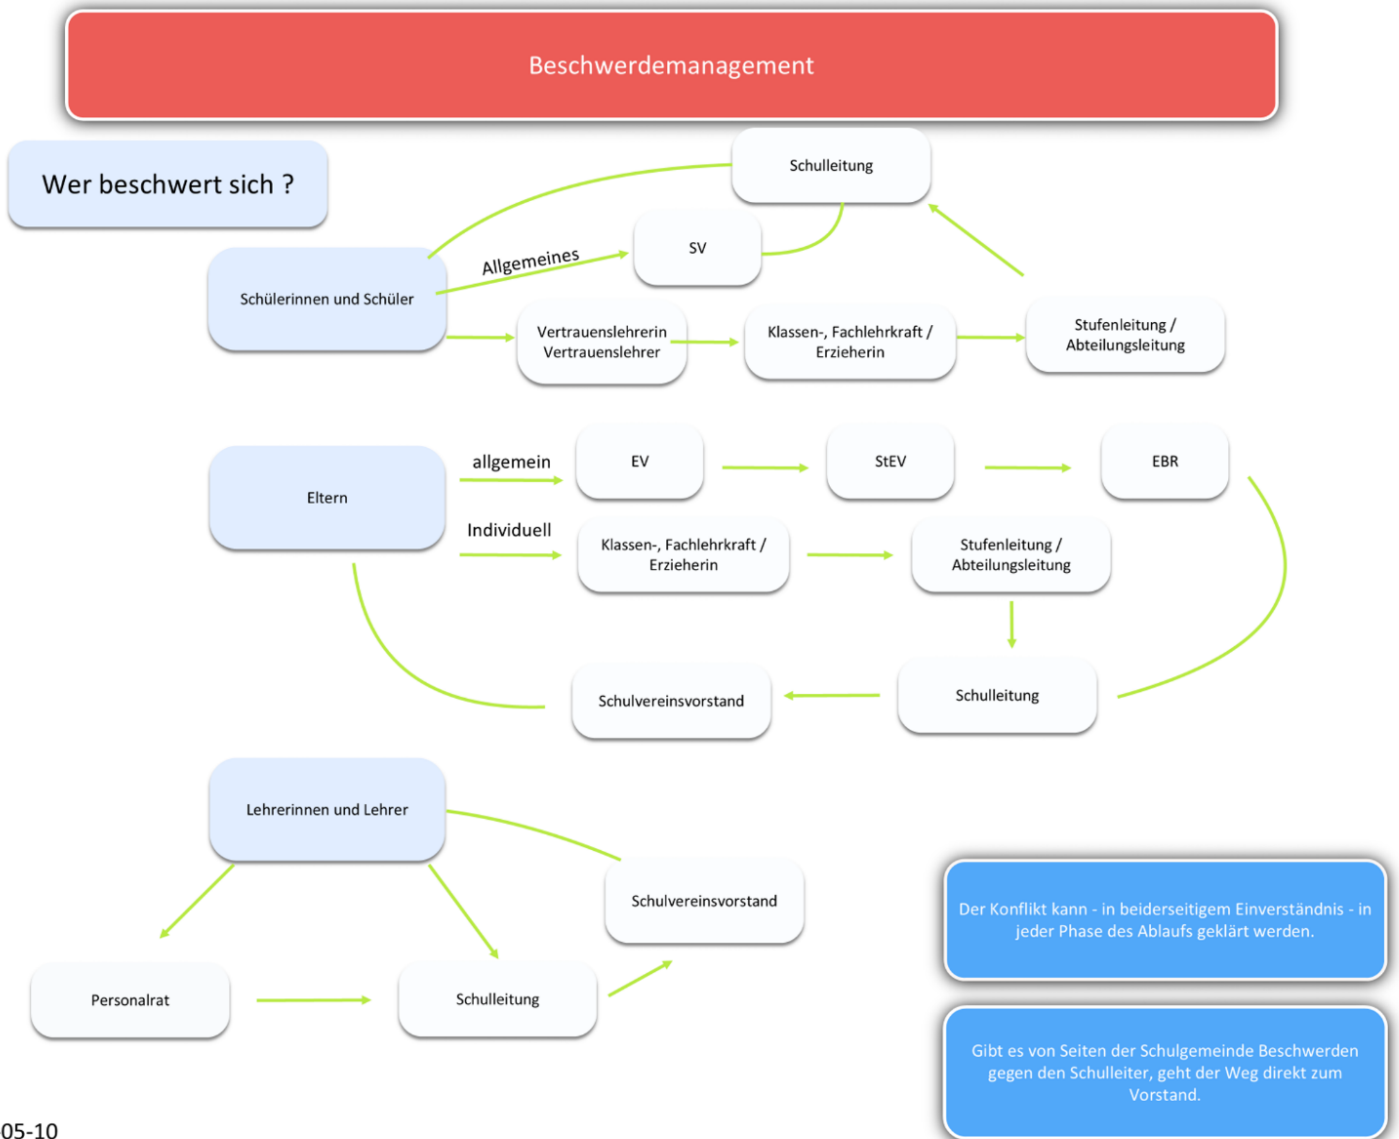 Beschwerdemanagement
Wer beschwert sich ?
Schulleitung
SV
Allgemeines
Schülerinnen und Schüler
Vertrauenslehrerin
Vertrauenslehrer
Klassen-, Fachlehrkraft /
Erzieherin
Stufenleitung /
Abteilungsleitung
Eltern
allgemein
EV
StEV
EBR
Individuell
Klassen-, Fachlehrkraft /
Erzieherin
Stufenleitung /
Abteilungsleitung
Schulvereinsvorstand
Schulleitung
Lehrerinnen und Lehrer
Schulvereinsvorstand
Personalrat
Schulleitung
Der Konflikt kann - in beiderseitigem Einverständnis - in
jeder Phase des Ablaufs geklärt werden.
Gibt es von Seiten der Schulgemeinde Beschwerden
gegen den Schulleiter, geht der Weg direkt zum
Vorstand.
05-10